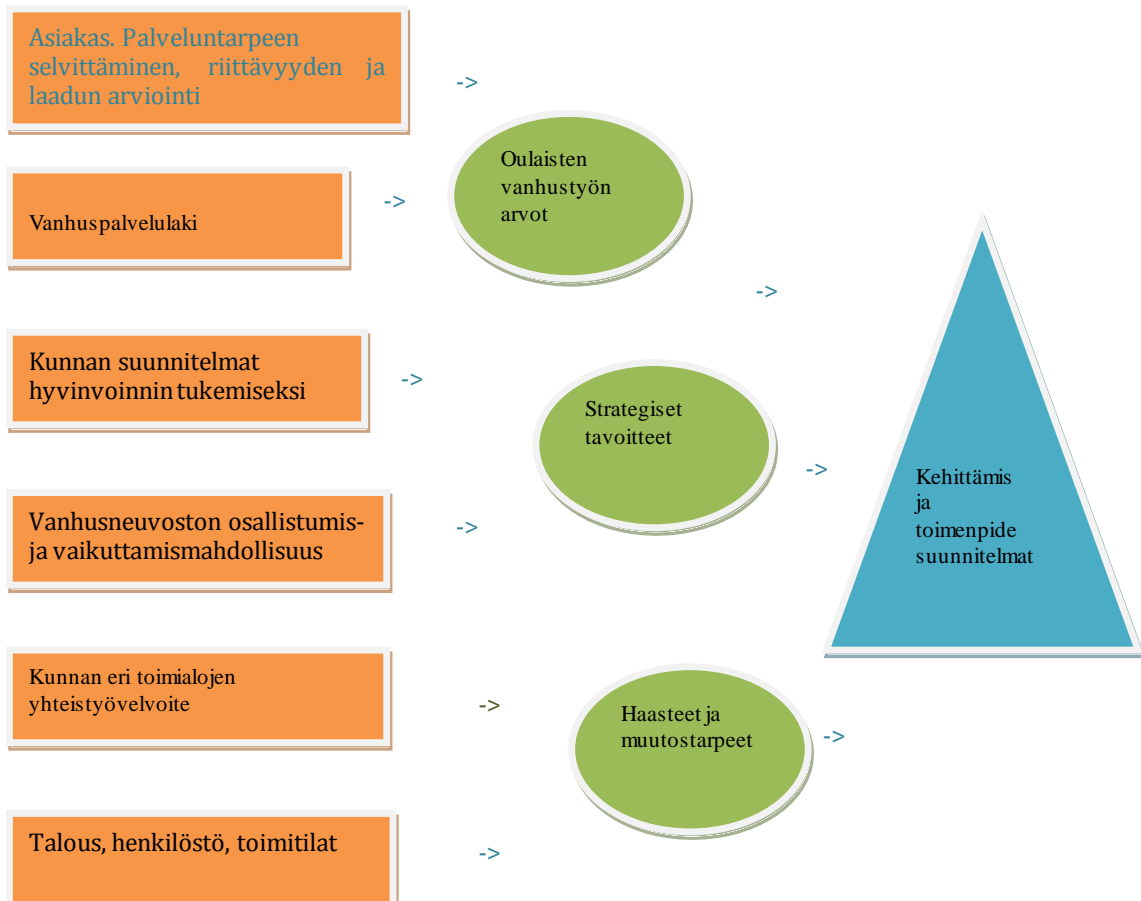 Asiakas. Palveluntarpeen
selvittäminen, riittävyyden ja
laadun arviointi
->
Vanhuspalvelulaki
->
Oulaisten
vanhustyön
arvot
->
Kunnan suunnitelmat
hyvinvoinnin tukemiseksi
->
Strategiset
tavoitteet
->
Vanhusneuvoston osallistumis-
ja vaikuttamismahdollisuus
->
Kehittämis
ja
toimenpide
suunnitelmat
Kunnan eri toimialojen
yhteistyövelvoite
->
Haasteet ja
muutostarpeet
->
Talous, henkilöstö, toimitilat
->